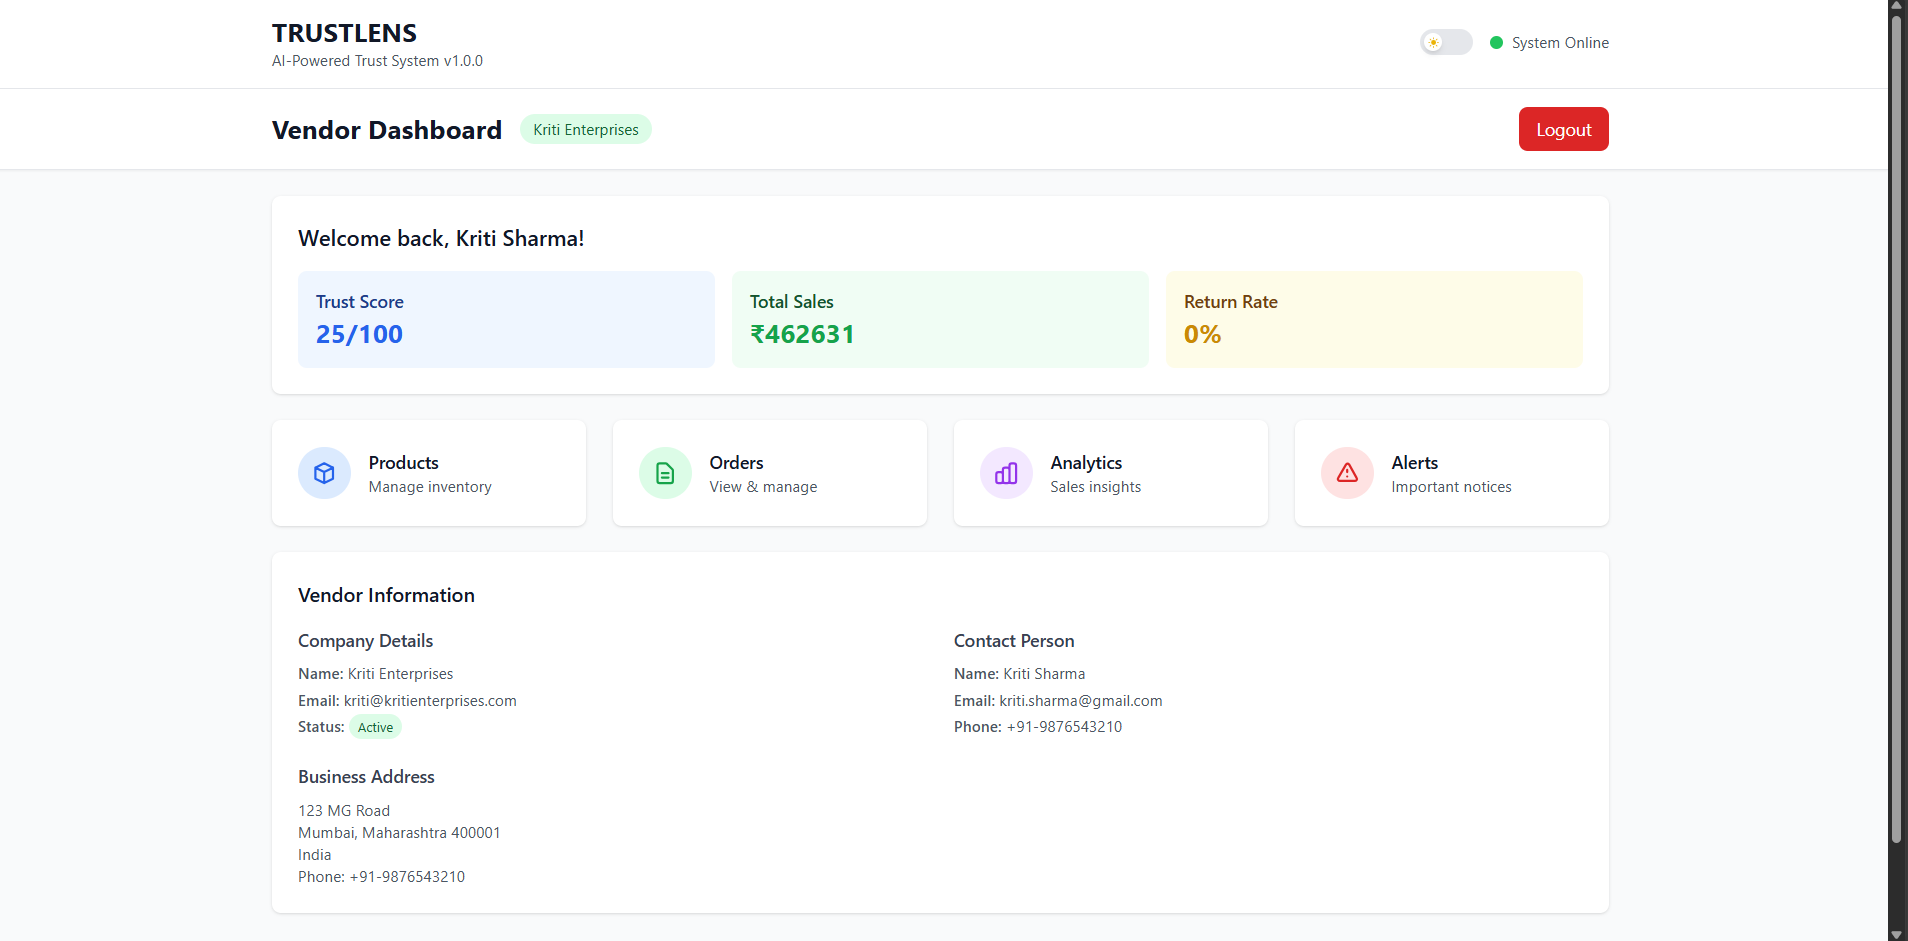 TRUSTLENS
AI-Powered Trust System v1.0.0
System Online
Vendor Dashboard
Kriti Enterprises
Logout
Welcome back, Kriti Sharma!
Trust Score
25/100
Total Sales
₹462631
Return Rate
0%
Products
Manage inventory
Orders
View & manage
Analytics
Sales insights
Alerts
Important notices
Vendor Information
Company Details
Name: Kriti Enterprises
Email: kriti@kritienterprises.com
Status: Active
Contact Person
Name: Kriti Sharma
Email: kriti.sharma@gmail.com
Phone: +91-9876543210
Business Address
123 MG Road
Mumbai, Maharashtra 400001
India
Phone: +91-9876543210